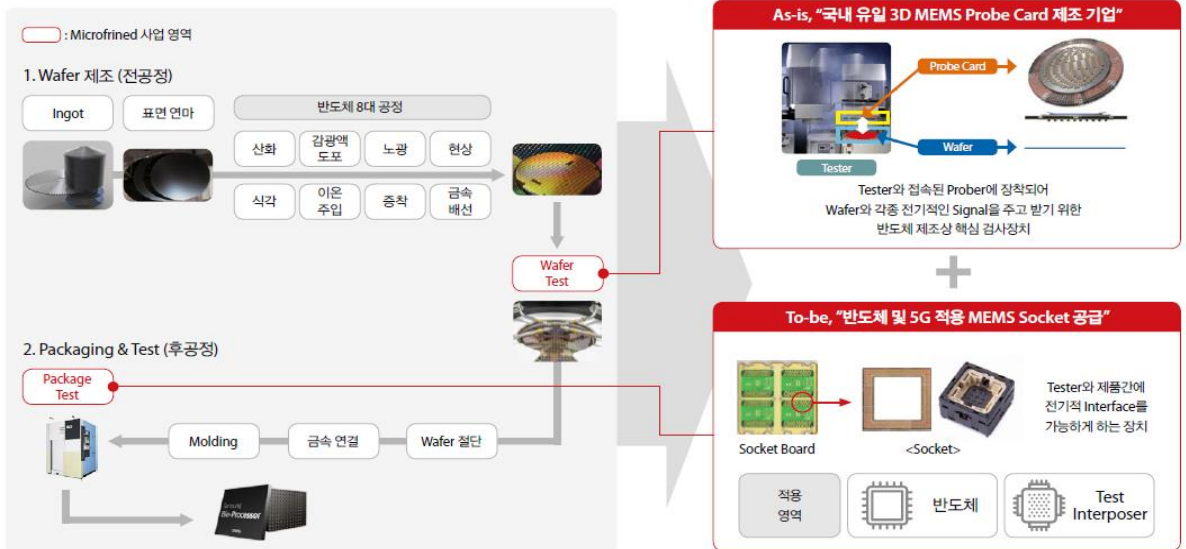 : Microfrined 사업 영역
1. Wafer 제조 (전공정)
Ingot
표면 연마
반도체 8대 공정
산화
감광액
도포
노광
현상
식각
이온
주입
증착
금속
배선
Wafer
Test
2. Packaging & Test (후공정)
Package
Test
Molding
금속 연결
Wafer 절단
Bio-Processor
As-is, “국내 유일 3D MEMS Probe Card 제조 기업”
Probe Card
Wafer
Tester
Tester와 접속된 Prober에 장착되어
Wafer와 각종 전기적인 Signal을 주고 받기 위한
반도체 제조상 핵심 검사장치
To-be, “반도체 및 5G 적용 MEMS Socket 공급”
Socket Board
<Socket>
Tester와 제품간에
전기적 Interface를
가능하게 하는 장치
적용
영역
반도체
Test
Interposer